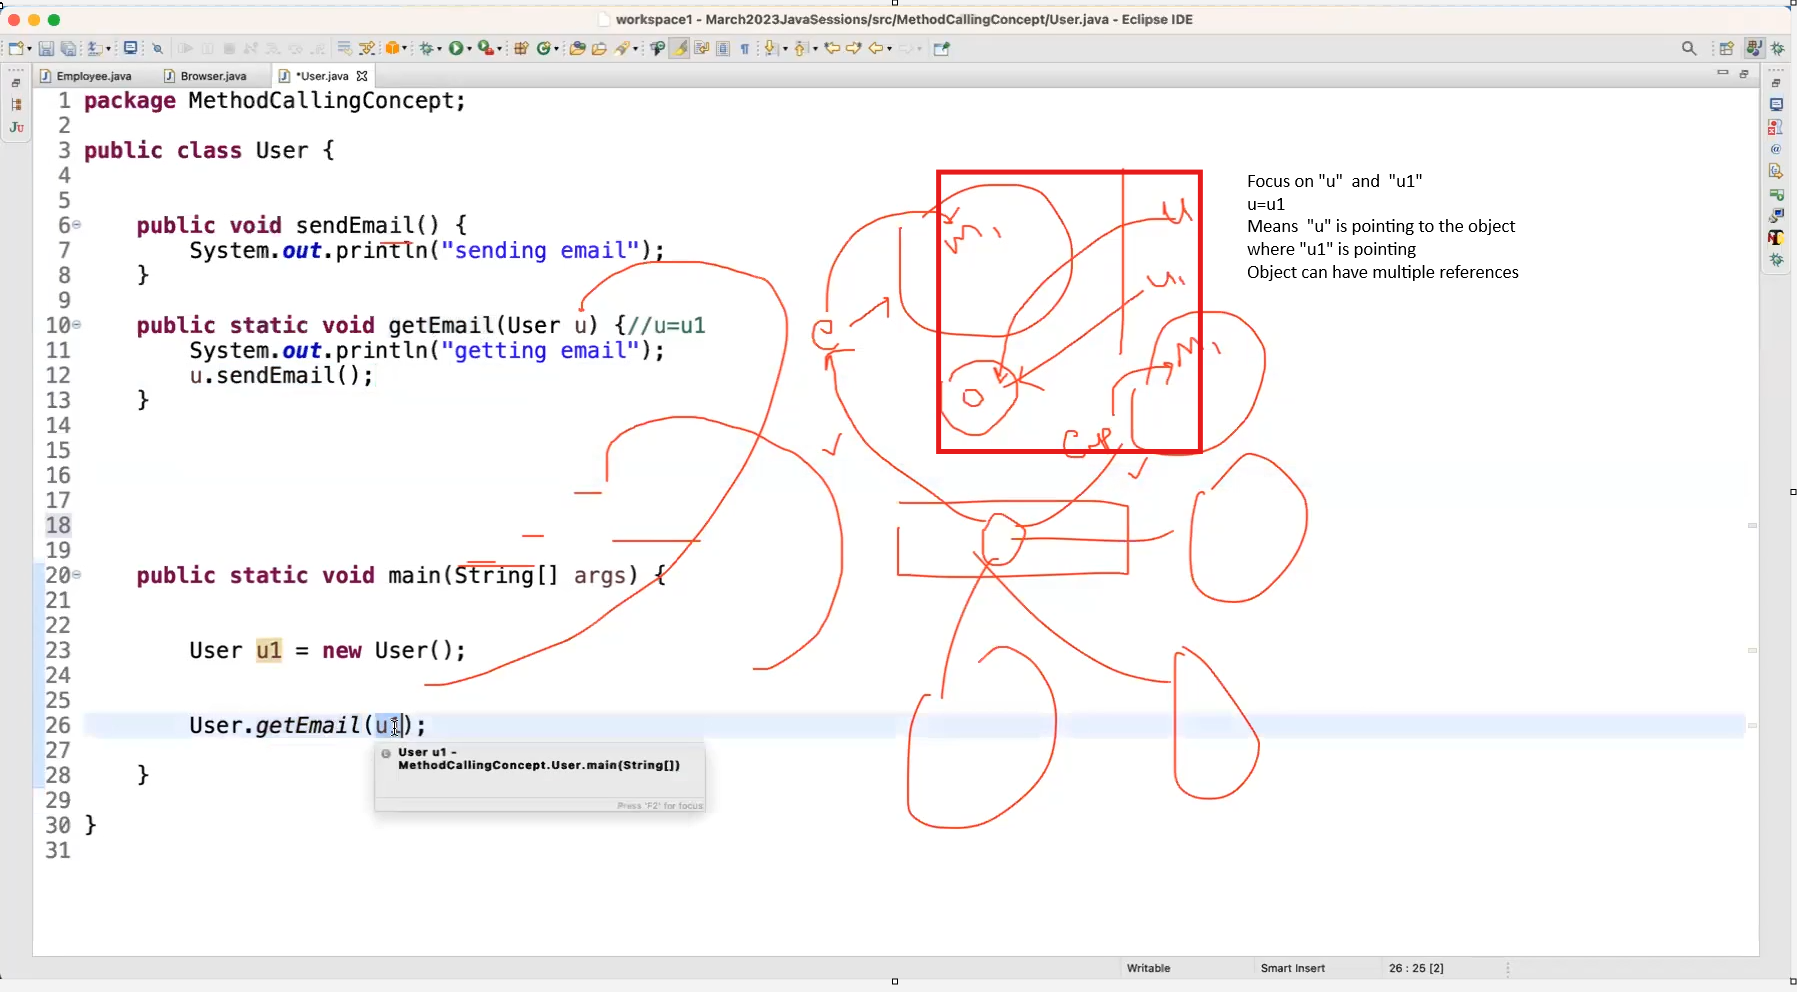 workspace1 - March2023JavaSessions/src/MethodCallingConcept/User.java - Eclipse IDE
Employee.java
Browser.java
*User.java
1 package MethodCallingConcept;
2
3 public class User {
4
5
6 public void sendEmail() {
7 System.out.println("sending email");
8 }
9
10 public static void getEmail(User u) {//u=u1
11 System.out.println("getting email");
12 u.sendEmail();
13 }
14
15
16
17
18
19
20 public static void main(String[] args) {
21
22
23 User u1 = new User();
24
25
26 User.getEmail(u1);
27
28 }
29
30 }
31
User u1 -
MethodCallingConcept.User.main(String[])
Press 'F2' for focus
Focus on "u" and "u1"
u=u1
Means "u" is pointing to the object
where "u1" is pointing
Object can have multiple references
u
m1
u1
e
M1
O
Emp
Ju
Writable
Smart Insert
26 : 25 [2]